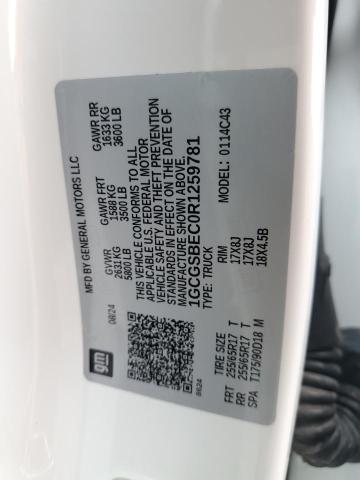 MFD BY GENERAL MOTORS LLC
08/24
GVWR
2631 KG
5800 LB
GAWR FRT
1588 KG
3500 LB
GAWR RR
1633 KG
3600 LB
THIS VEHICLE CONFORMS TO ALL
APPLICABLE U.S. FEDERAL MOTOR
VEHICLE SAFETY AND THEFT PREVENTION
STANDARDS IN EFFECT ON THE DATE OF
MANUFACTURE SHOWN ABOVE.
1GCGSBEC0R1259781
TYPE: TRUCK
MODEL: 0114C43
gm
TIRE SIZE RIM
FRT 255/65R17 T 17X8J
RR 255/65R17 T 17X8J
SPA T175/90D18 M 18X4.5B